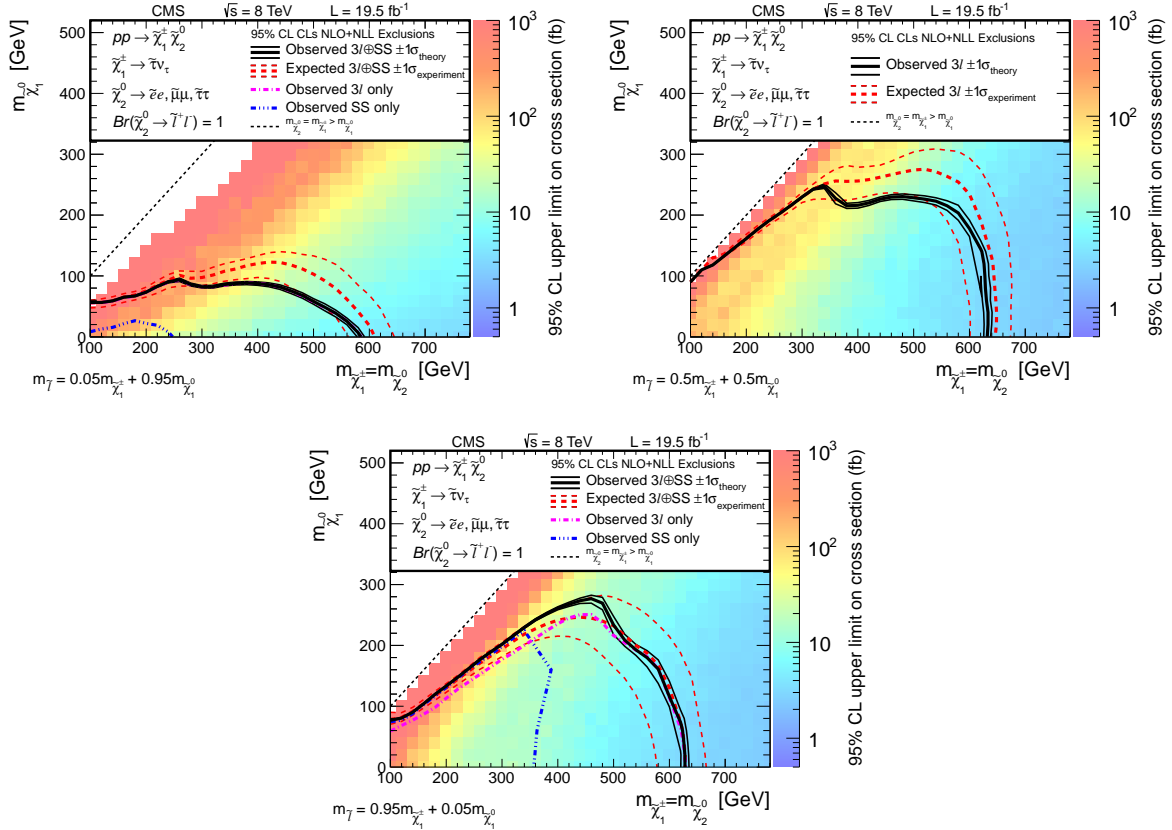 CMS √s = 8 TeV L = 19.5 fb⁻¹
pp → χ̃₁± χ̃₂⁰
χ̃₁± → τ̃ν_τ
χ̃₂⁰ → ẽe, μ̃μ, τ̃τ
Br(χ̃₂⁰ → l̃⁺l⁻) = 1
95% CL CLs NLO+NLL Exclusions
Observed 3l⊕SS ±1σ_theory
Expected 3l⊕SS ±1σ_experiment
Observed 3l only
Observed SS only
m_χ̃₂⁰ = m_χ̃₁± > m_χ̃₁⁰
m_χ̃₁⁰ [GeV]
500
400
300
200
100
0
100 200 300 400 500 600 700
m_χ̃₁± = m_χ̃₂⁰ [GeV]
m_l̃ = 0.05m_χ̃₁± + 0.95m_χ̃₁⁰
10³
10²
10
1
95% CL upper limit on cross section (fb)
CMS √s = 8 TeV L = 19.5 fb⁻¹
pp → χ̃₁± χ̃₂⁰
χ̃₁± → τ̃ν_τ
χ̃₂⁰ → ẽe, μ̃μ, τ̃τ
Br(χ̃₂⁰ → l̃⁺l⁻) = 1
95% CL CLs NLO+NLL Exclusions
Observed 3l ±1σ_theory
Expected 3l ±1σ_experiment
m_χ̃₂⁰ = m_χ̃₁± > m_χ̃₁⁰
m_χ̃₁⁰ [GeV]
500
400
300
200
100
0
100 200 300 400 500 600 700
m_χ̃₁± = m_χ̃₂⁰ [GeV]
m_l̃ = 0.5m_χ̃₁± + 0.5m_χ̃₁⁰
10³
10²
10
1
95% CL upper limit on cross section (fb)
CMS √s = 8 TeV L = 19.5 fb⁻¹
pp → χ̃₁± χ̃₂⁰
χ̃₁± → τ̃ν_τ
χ̃₂⁰ → ẽe, μ̃μ, τ̃τ
Br(χ̃₂⁰ → l̃⁺l⁻) = 1
95% CL CLs NLO+NLL Exclusions
Observed 3l⊕SS ±1σ_theory
Expected 3l⊕SS ±1σ_experiment
Observed 3l only
Observed SS only
m_χ̃₂⁰ = m_χ̃₁± > m_χ̃₁⁰
m_χ̃₁⁰ [GeV]
500
400
300
200
100
0
100 200 300 400 500 600 700
m_χ̃₁± = m_χ̃₂⁰ [GeV]
m_l̃ = 0.95m_χ̃₁± + 0.05m_χ̃₁⁰
10³
10²
10
1
95% CL upper limit on cross section (fb)